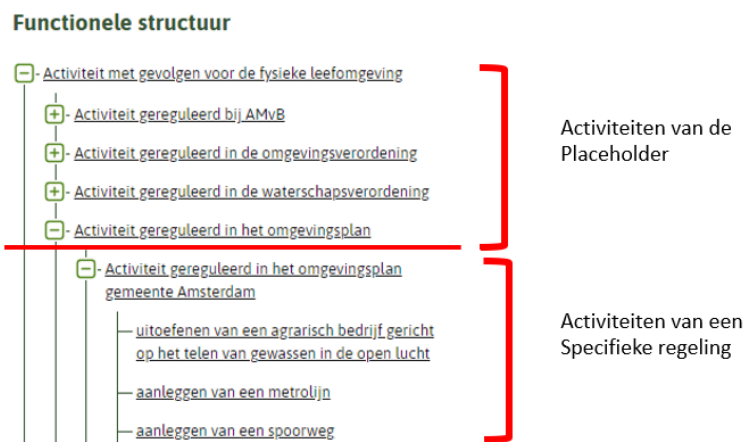 Functionele structuur
Activiteit met gevolgen voor de fysieke leefomgeving
Activiteit gereguleerd bij AMvB
Activiteit gereguleerd in de omgevingsverordening
Activiteit gereguleerd in de waterschapsverordening
Activiteit gereguleerd in het omgevingsplan
Activiteiten van de
Placeholder
Activiteit gereguleerd in het omgevingsplan
gemeente Amsterdam
uitoefenen van een agrarisch bedrijf gericht
op het telen van gewassen in de open lucht
aanleggen van een metrolijn
aanleggen van een spoorweg
Activiteiten van een
Specifieke regeling